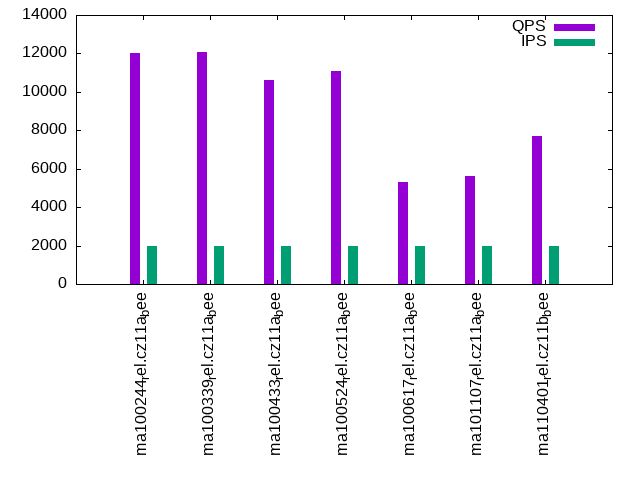 14000
12000
10000
8000
6000
4000
2000
0
QPS
IPS
ma100244rel.cz11abee
ma100339rel.cz11abee
ma100433rel.cz11abee
ma100524rel.cz11abee
ma100617rel.cz11abee
ma101107rel.cz11abee
ma110401rel.cz11bbee